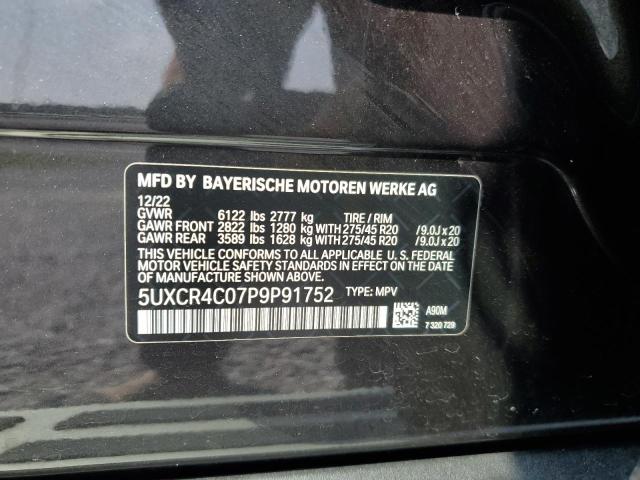 MFD BY BAYERISCHE MOTOREN WERKE AG
12/22
GVWR 6122 lbs 2777 kg TIRE / RIM
GAWR FRONT 2822 lbs 1280 kg WITH 275/45 R20 / 9.0J x 20
GAWR REAR 3589 lbs 1628 kg WITH 275/45 R20 / 9.0J x 20
THIS VEHICLE CONFORMS TO ALL APPLICABLE U. S. FEDERAL
MOTOR VEHICLE SAFETY STANDARDS IN EFFECT ON THE DATE
OF MANUFACTURE SHOWN ABOVE.
5UXCR4C07P9P91752 TYPE: MPV
A90M
7 320 729